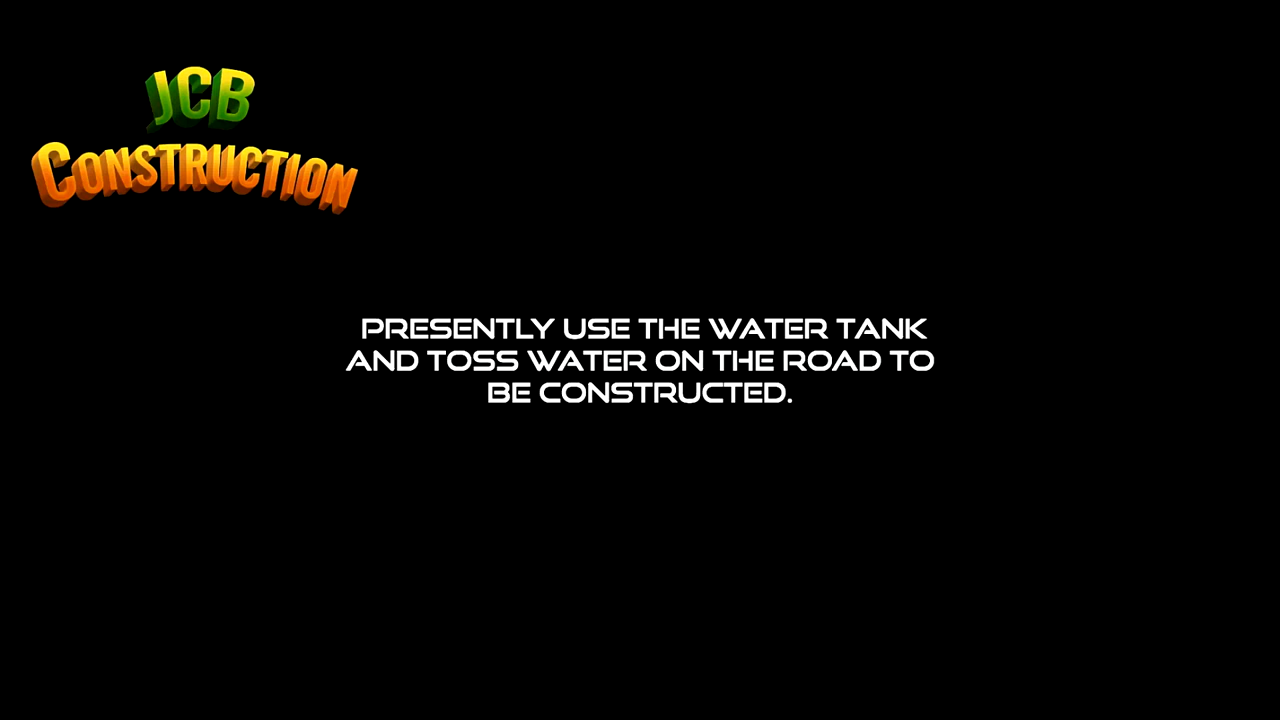 JCB
CONSTRUCTION
PRESENTLY USE THE WATER TANK
AND TOSS WATER ON THE ROAD TO
BE CONSTRUCTED.